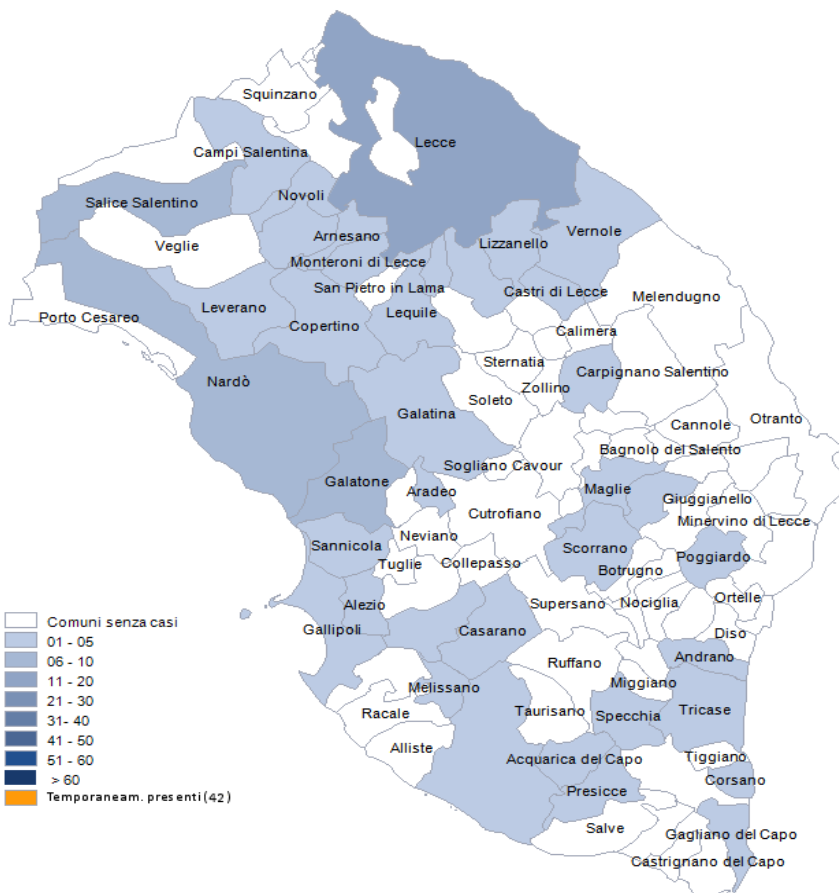 Squinzano
Lecce
Campi Salentina
Novoli
Salice Salentino
Arnesano
Vernole
Veglie
Lizzanello
Monteroni di Lecce
San Pietro in Lama
Castri di Lecce
Melendugno
Leverano
Lequile
Porto Cesareo
Copertino
Calimera
Sternatia
Carpignano Salentino
Nardò
Zollino
Soleto
Galatina
Otranto
Cannole
Bagnolo del Salento
Sogliano Cavour
Galatone
Aradeo
Maglie
Giuggianello
Cutrofiano
Minervino di Lecce
Neviano
Sannicola
Scorrano
Poggiardo
Tuglie
Collepasso
Botrugno
Alezio
Supersano
Nociglia
Ortelle
Gallipoli
Casarano
Diso
Andrano
Ruffano
Miggiano
Melissano
Racale
Taurisano
Specchia
Tricase
Alliste
Acquarica del Capo
Tiggiano
Corsano
Presicce
Salve
Gagliano del Capo
Castrignano del Capo
Comuni senza casi
01 - 05
06 - 10
11 - 20
21 - 30
31- 40
41 - 50
51 - 60
> 60
Temporaneam. presenti (42)